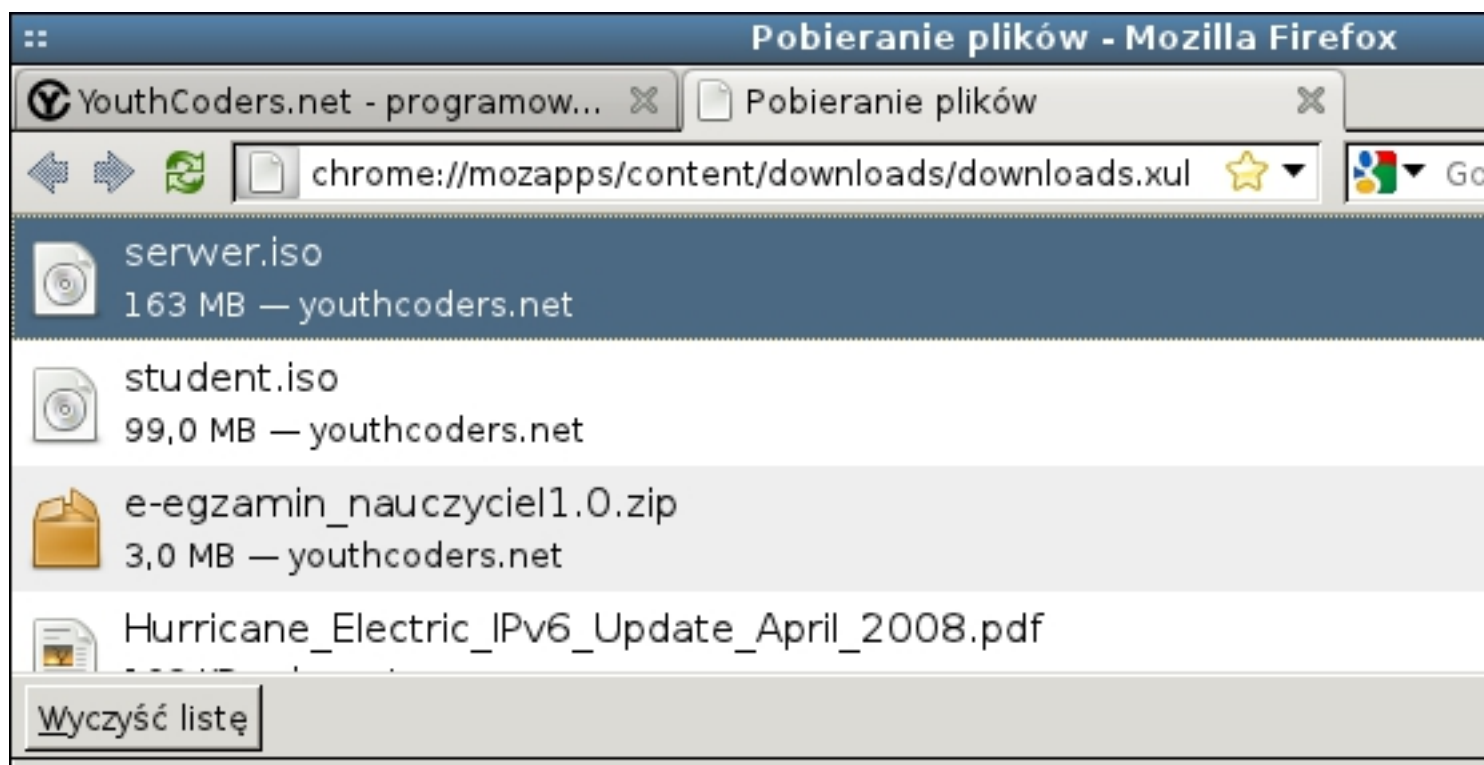 Pobieranie plików - Mozilla Firefox
YouthCoders.net - programow...
Pobieranie plików
chrome://mozapps/content/downloads/downloads.xul
Go
serwer.iso
163 MB — youthcoders.net
student.iso
99,0 MB — youthcoders.net
e-egzamin_nauczyciel1.0.zip
3,0 MB — youthcoders.net
Hurricane_Electric_IPv6_Update_April_2008.pdf
Wyczyść listę